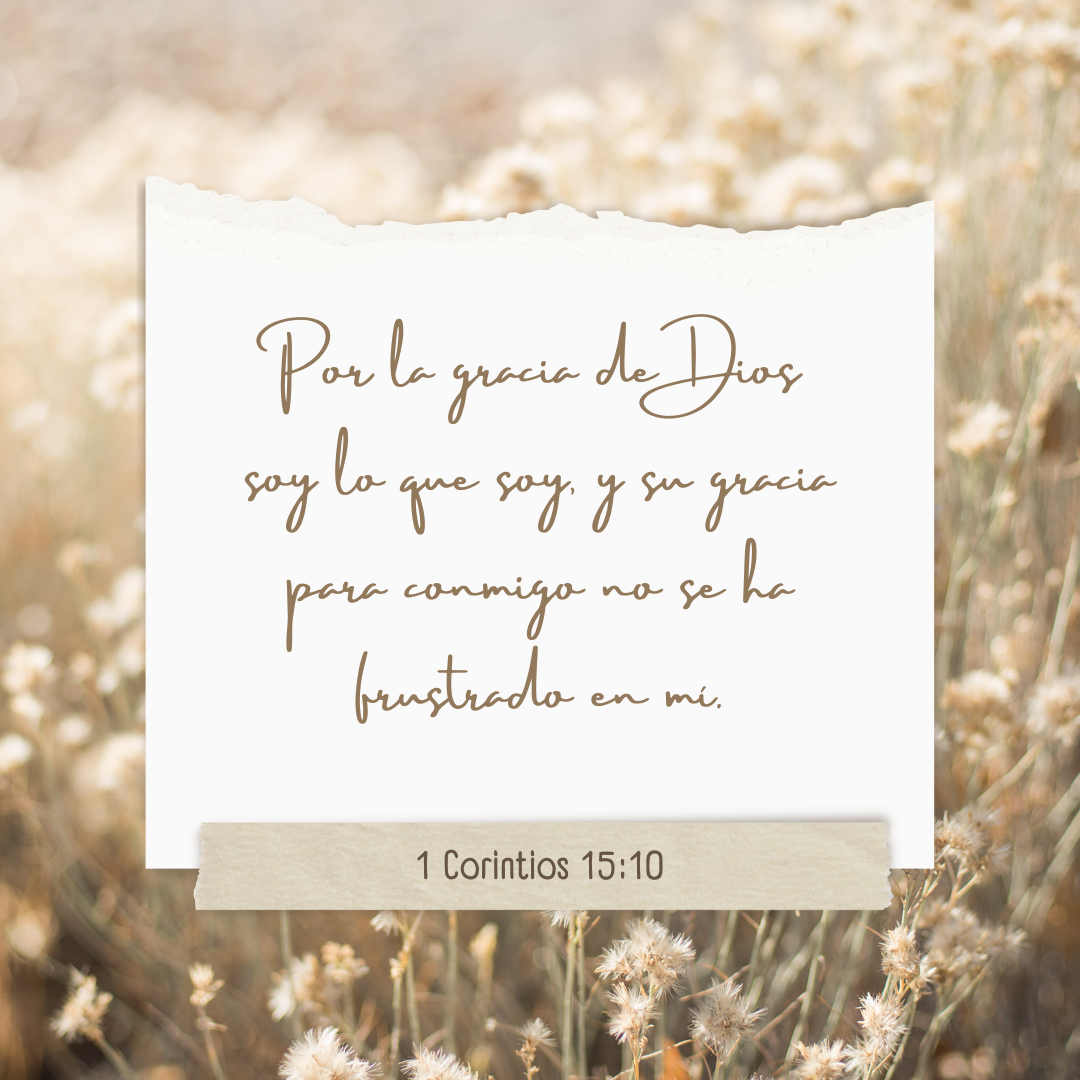 Por la gracia de Dios
soy lo que soy, y su gracia
para conmigo no se ha
frustrado en mí.
1 Corintios 15:10